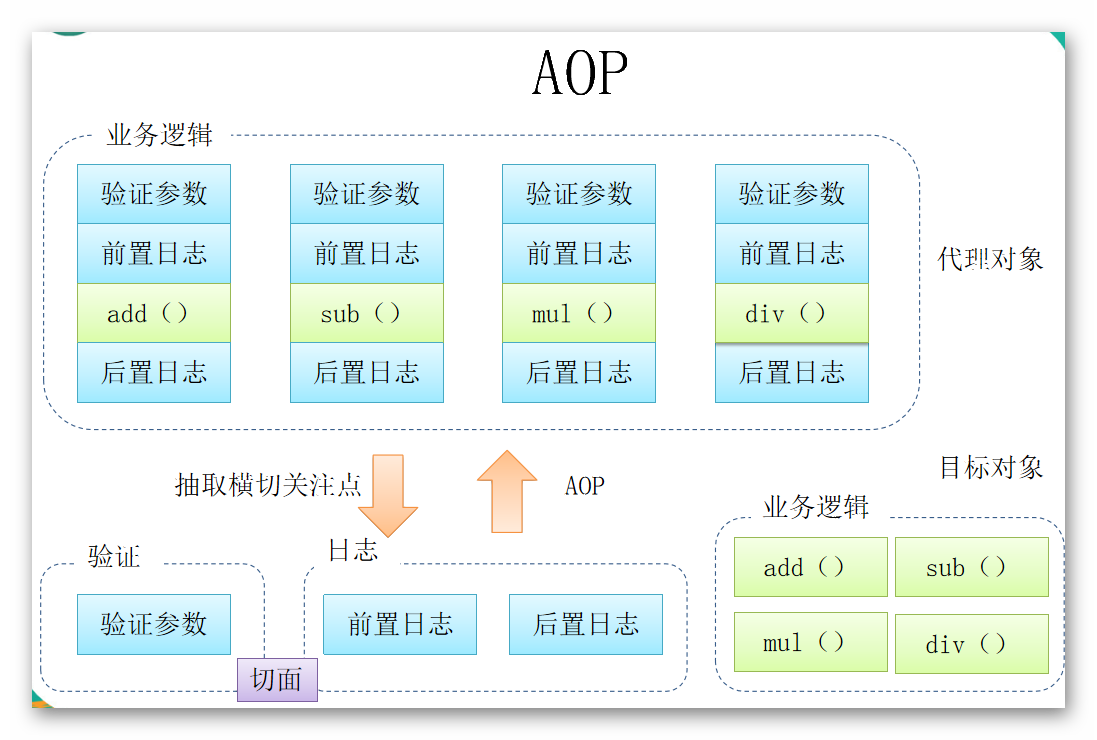 AOP
业务逻辑
验证参数 验证参数 验证参数 验证参数
前置日志 前置日志 前置日志 前置日志
add（） sub（） mul（） div（）
后置日志 后置日志 后置日志 后置日志
代理对象
抽取横切关注点
AOP
目标对象
验证
验证参数
日志
前置日志 后置日志
切面
业务逻辑
add（） sub（）
mul（） div（）